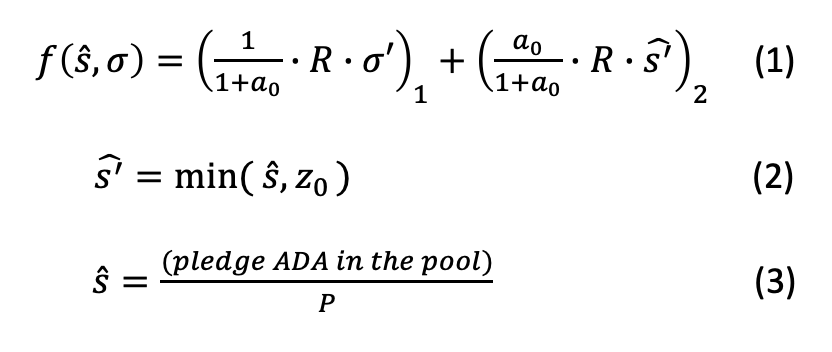 f(ŝ, σ) = (1/(1+a₀) · R · σ′)₁ + (a₀/(1+a₀) · R · ŝ′)₂ (1)
ŝ′ = min( ŝ, z₀ ) (2)
ŝ = (pledge ADA in the pool)/P (3)